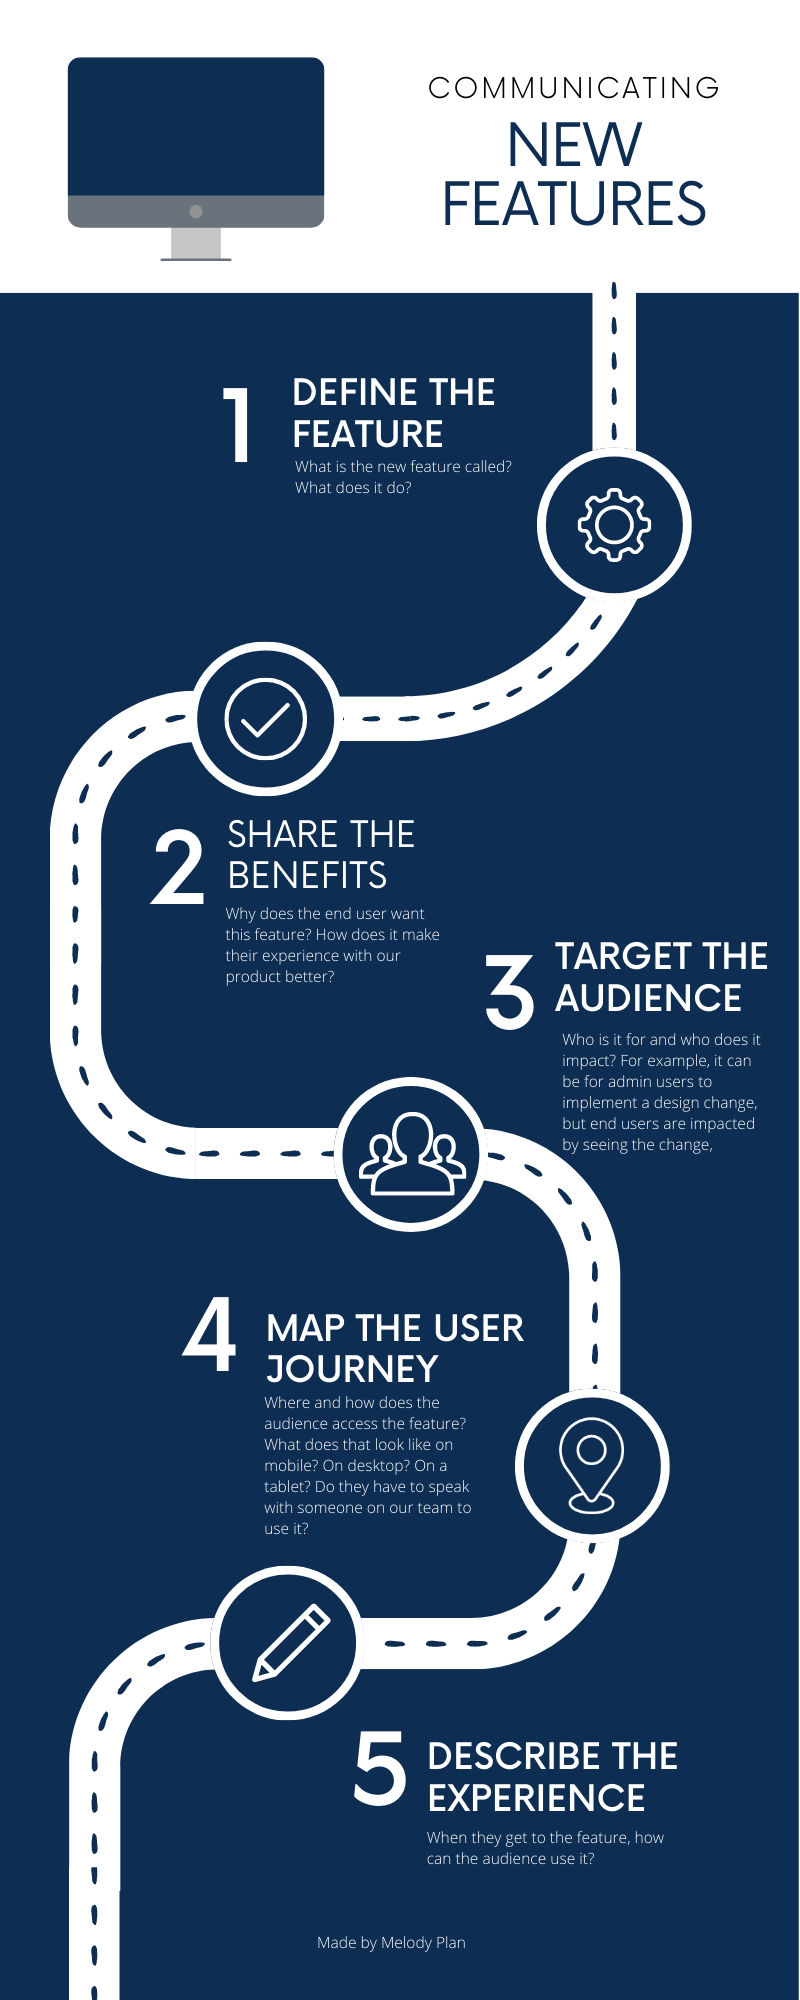 COMMUNICATING
NEW
FEATURES
1
DEFINE THE
FEATURE
What is the new feature called?
What does it do?
2
SHARE THE
BENEFITS
Why does the end user want
this feature? How does it make
their experience with our
product better?
3
TARGET THE
AUDIENCE
Who is it for and who does it
impact? For example, it can
be for admin users to
implement a design change,
but end users are impacted
by seeing the change,
4
MAP THE USER
JOURNEY
Where and how does the
audience access the feature?
What does that look like on
mobile? On desktop? On a
tablet? Do they have to speak
with someone on our team to
use it?
5
DESCRIBE THE
EXPERIENCE
When they get to the feature, how
can the audience use it?
Made by Melody Plan